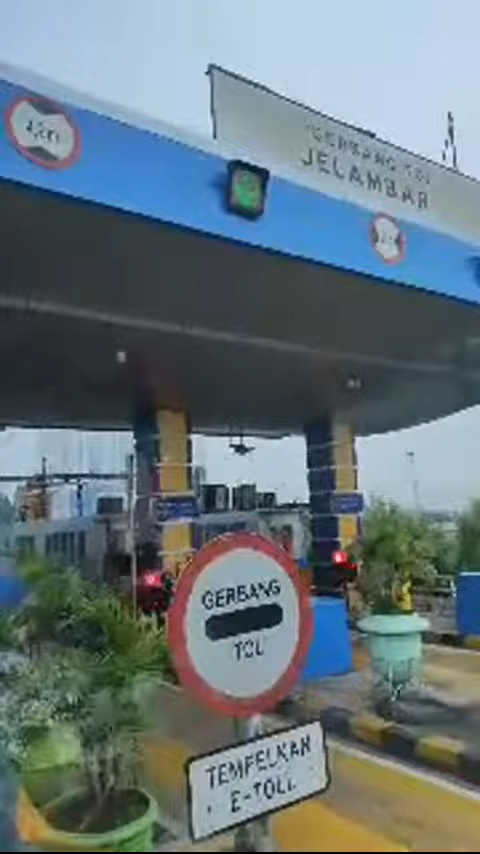 GERBANG TOL
JELAMBAR
GERBANG
TOL
TEMPELKAN
E-TOLL